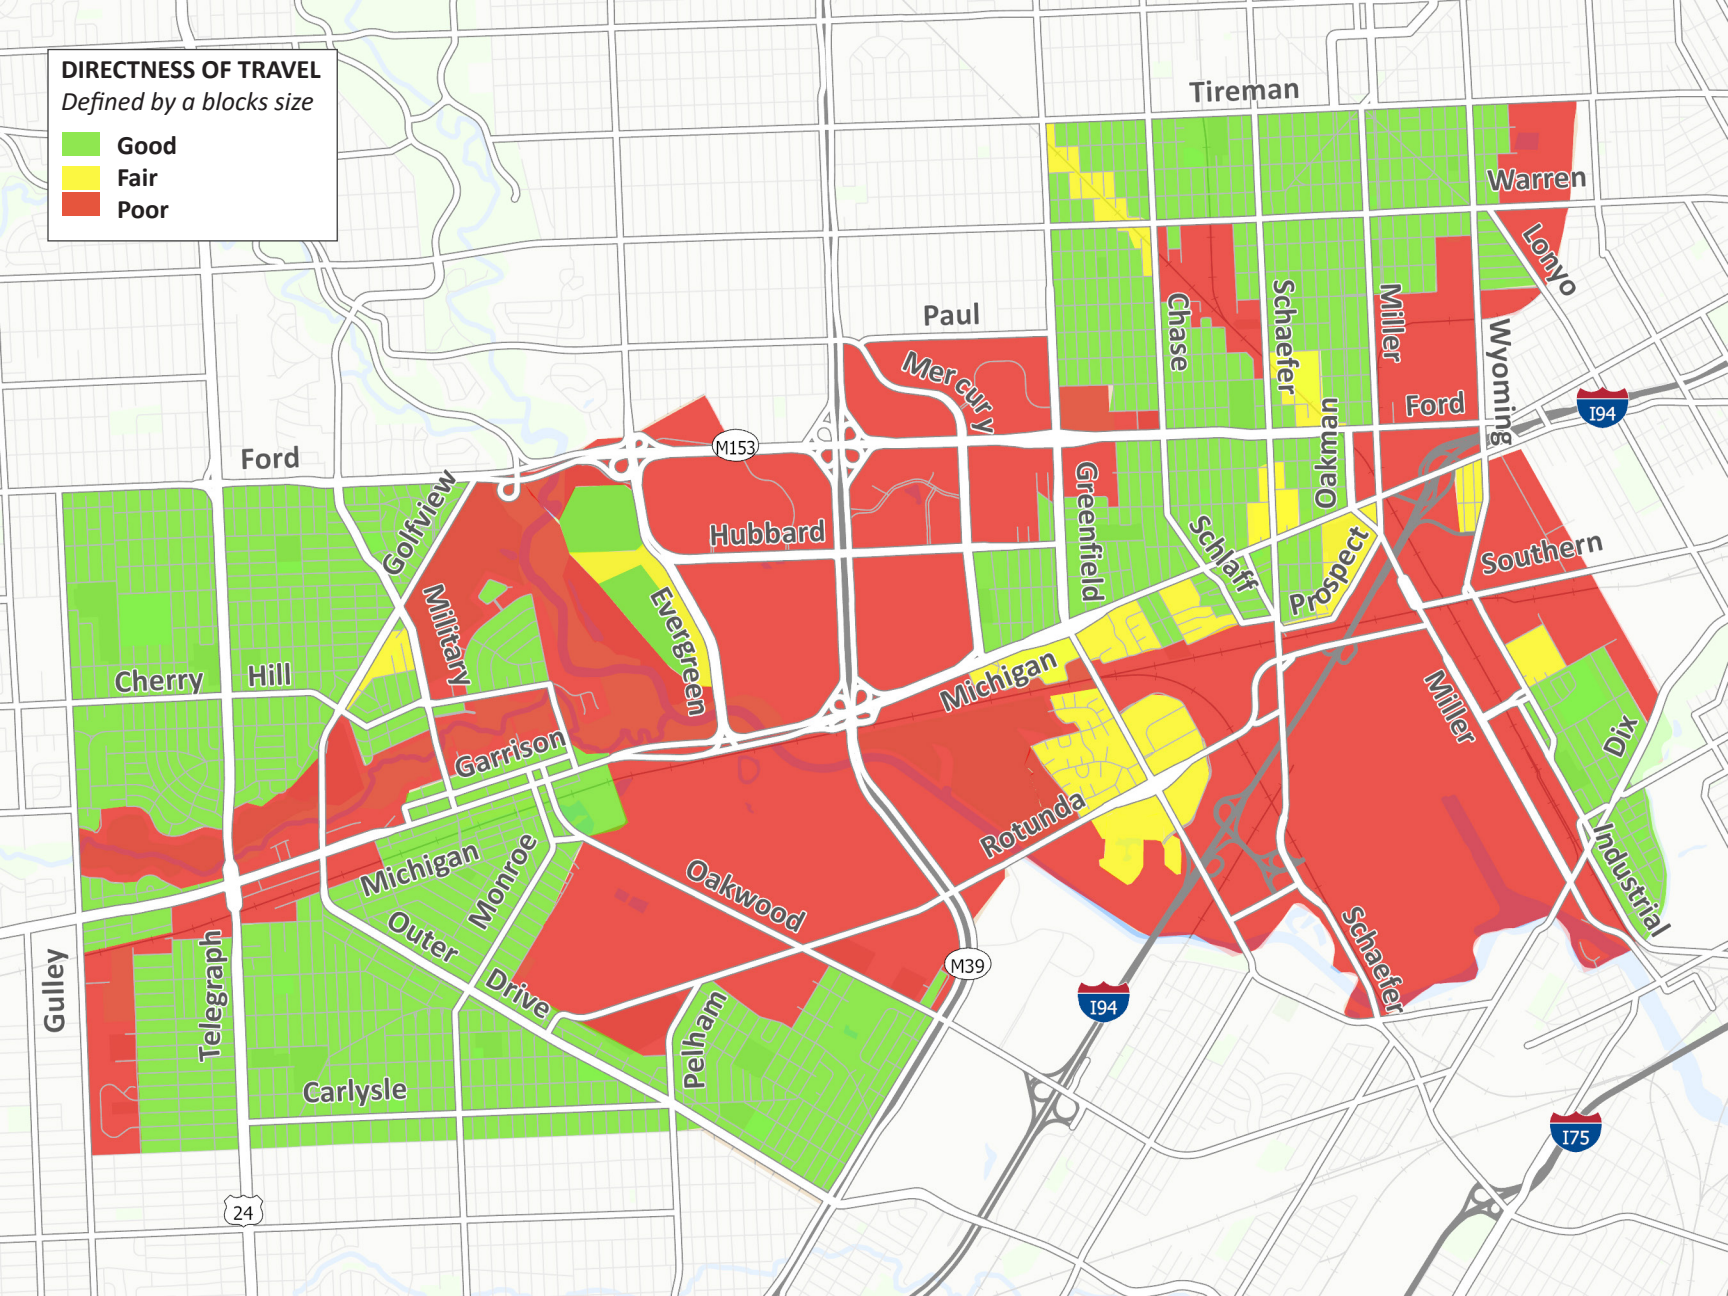 DIRECTNESS OF TRAVEL
Defined by a blocks size
Good
Fair
Poor
Tireman
Warren
Lonyo
Paul
Mercury
Chase
Schaefer
Miller
Wyoming
Ford
I94
Oakman
M153
Ford
Golfview
Greenfield
Hubbard
Schlaff
Prospect
Southern
Military
Evergreen
Cherry Hill
Michigan
Miller
Dix
Garrison
Rotunda
Michigan
Monroe
Oakwood
Industrial
Outer Drive
Schaefer
M39
Gulley
Telegraph
I94
Pelham
Carlysle
I75
24